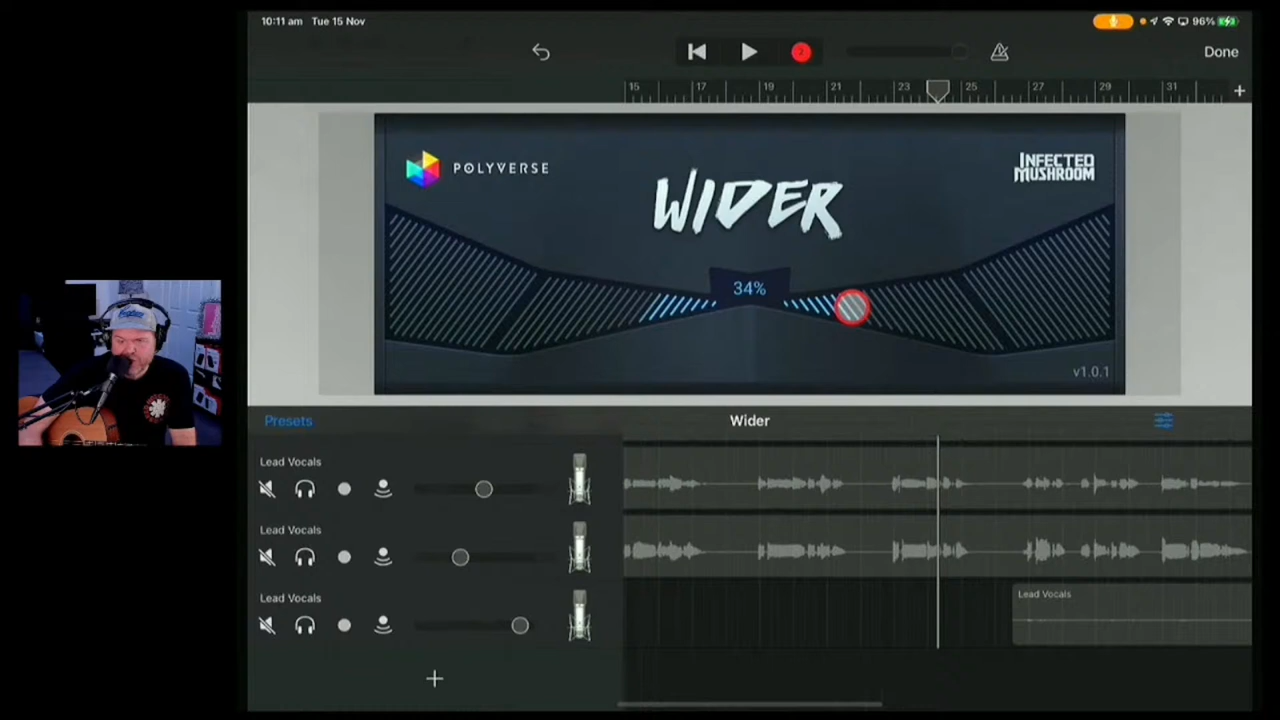 10:11 am Tue 15 Nov
96%
2
Done
15 17 19 21 23 25 27 29 31
POLYVERSE
INFECTED
MUSHROOM
WIDER
34%
v1.0.1
Presets
Wider
Lead Vocals
Lead Vocals
Lead Vocals
Lead Vocals